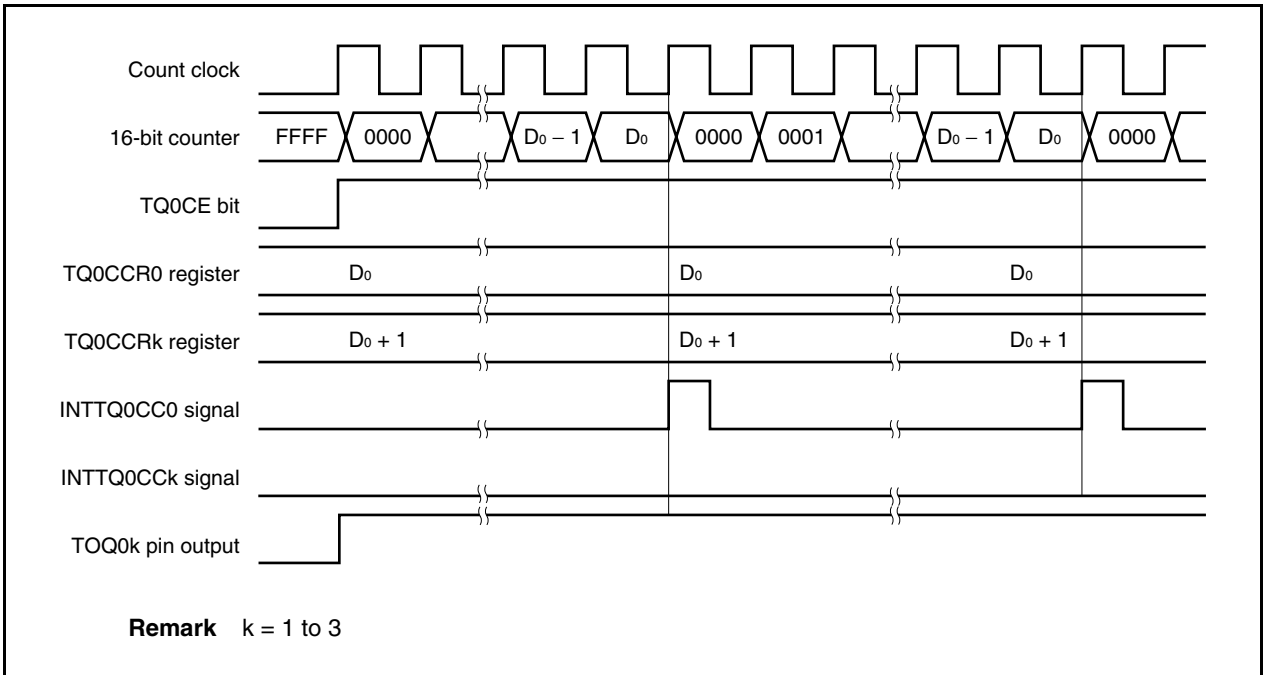 Count clock
16-bit counter FFFF 0000 D₀ − 1 D₀ 0000 0001 D₀ − 1 D₀ 0000
TQ0CE bit
TQ0CCR0 register D₀ D₀ D₀
TQ0CCRk register D₀ + 1 D₀ + 1 D₀ + 1
INTTQ0CC0 signal
INTTQ0CCk signal
TOQ0k pin output
Remark k = 1 to 3